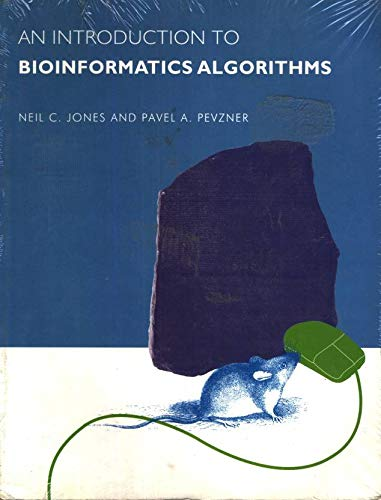 AN INTRODUCTION TO
BIOINFORMATICS ALGORITHMS
NEIL C. JONES AND PAVEL A. PEVZNER